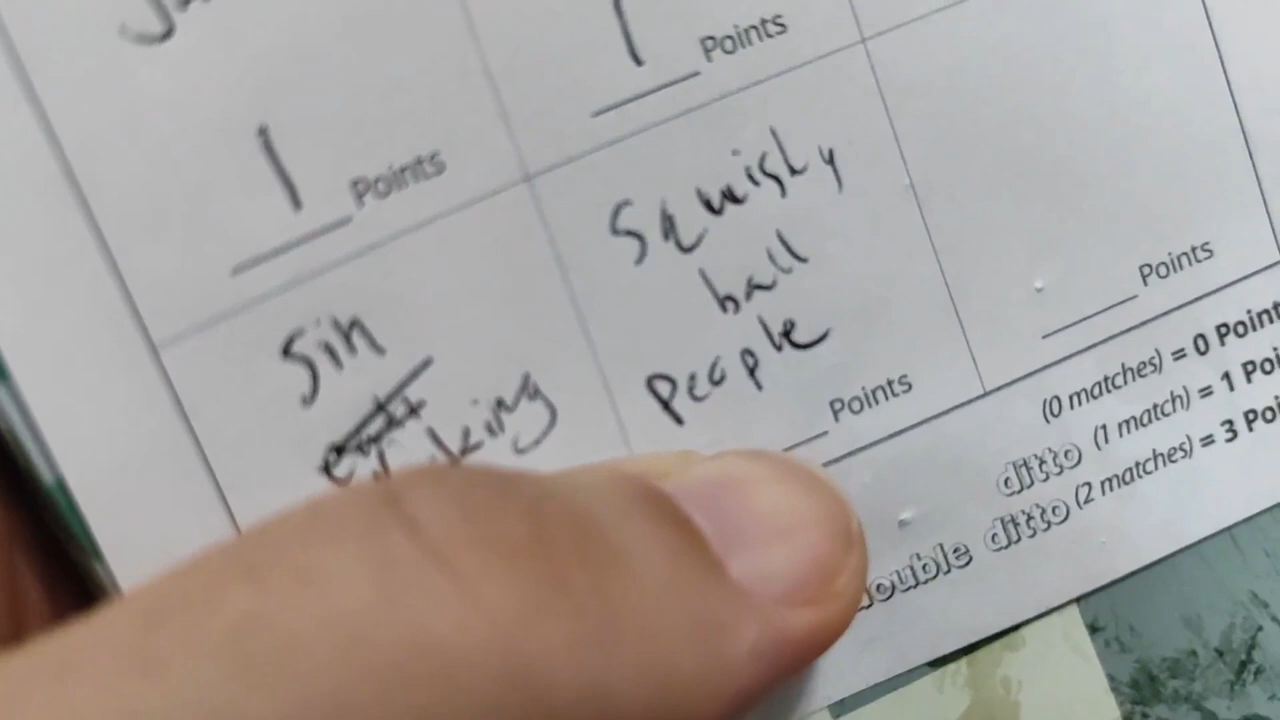 1 Points
1 Points
Sin
king
Squishy
ball
people
Points
Points
(0 matches) = 0 Point
ditto (1 match) = 1 Poi
ouble ditto (2 matches) = 3 Poi